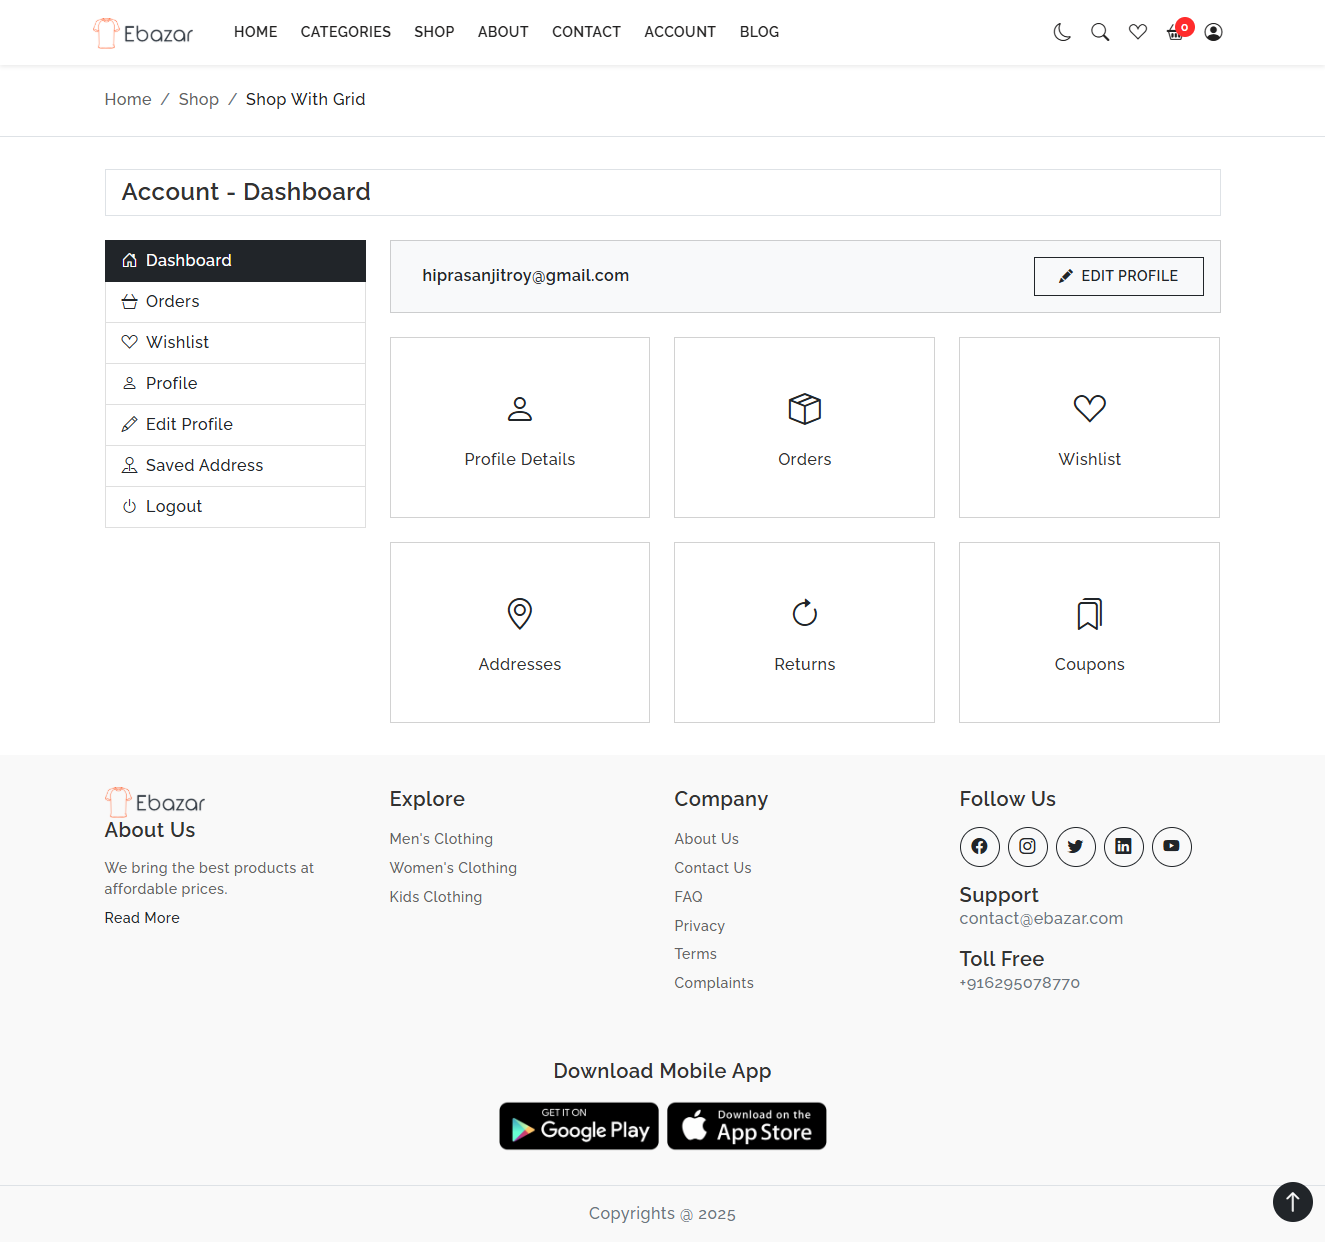 Ebazar HOME CATEGORIES SHOP ABOUT CONTACT ACCOUNT BLOG 0
Home / Shop / Shop With Grid
Account - Dashboard
Dashboard
Orders
Wishlist
Profile
Edit Profile
Saved Address
Logout
hiprasanjitroy@gmail.com EDIT PROFILE
Profile Details Orders Wishlist
Addresses Returns Coupons
Ebazar
About Us
We bring the best products at
affordable prices.
Read More
Explore
Men's Clothing
Women's Clothing
Kids Clothing
Company
About Us
Contact Us
FAQ
Privacy
Terms
Complaints
Follow Us
Support
contact@ebazar.com
Toll Free
+916295078770
Download Mobile App
GET IT ON
Google Play
Download on the
App Store
Copyrights @ 2025